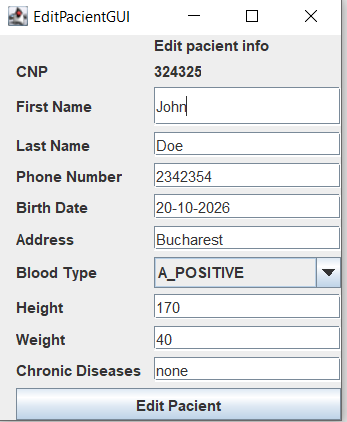 EditPacientGUI
Edit pacient info
CNP 324325
First Name John
Last Name Doe
Phone Number 2342354
Birth Date 20-10-2026
Address Bucharest
Blood Type A_POSITIVE
Height 170
Weight 40
Chronic Diseases none
Edit Pacient